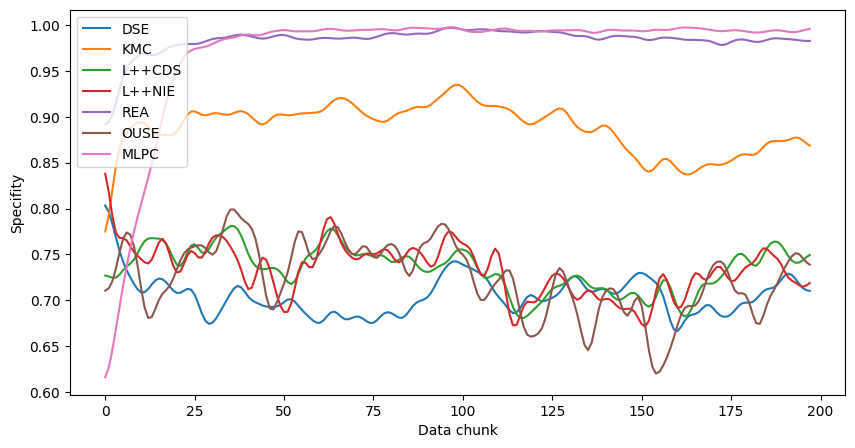 DSE
KMC
L++CDS
L++NIE
REA
OUSE
MLPC
1.00
0.95
0.90
0.85
0.80
0.75
0.70
0.65
0.60
Specifity
0 25 50 75 100 125 150 175 200
Data chunk